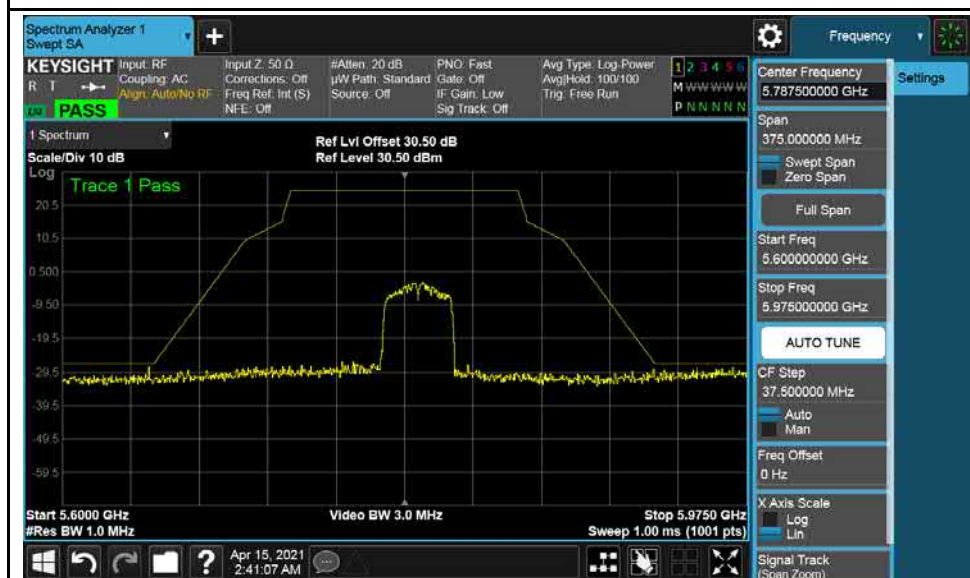 Spectrum Analyzer 1
Swept SA
+
Frequency
KEYSIGHT
R T
LXI
PASS
Input: RF
Coupling: AC
Align: Auto/No RF
Input Z: 50 Ω
Corrections: Off
Freq Ref: Int (S)
NFE: Off
#Atten: 20 dB
µW Path: Standard
Source: Off
PNO: Fast
Gate: Off
IF Gain: Low
Sig Track: Off
Avg Type: Log-Power
Avg|Hold: 100/100
Trig: Free Run
1 2 3 4 5 6
M W W W W W
P N N N N N
1 Spectrum
Scale/Div 10 dB
Ref Lvl Offset 30.50 dB
Ref Level 30.50 dBm
Log
Trace 1 Pass
20.5
10.5
0.500
-9.50
-19.5
-29.5
-39.5
-49.5
-59.5
Start 5.6000 GHz
#Res BW 1.0 MHz
Video BW 3.0 MHz
Stop 5.9750 GHz
Sweep 1.00 ms (1001 pts)
?
Apr 15, 2021
2:41:07 AM
Center Frequency
5.787500000 GHz
Settings
Span
375.000000 MHz
Swept Span
Zero Span
Full Span
Start Freq
5.600000000 GHz
Stop Freq
5.975000000 GHz
AUTO TUNE
CF Step
37.500000 MHz
Auto
Man
Freq Offset
0 Hz
X Axis Scale
Log
Lin
Signal Track
(Span Zoom)